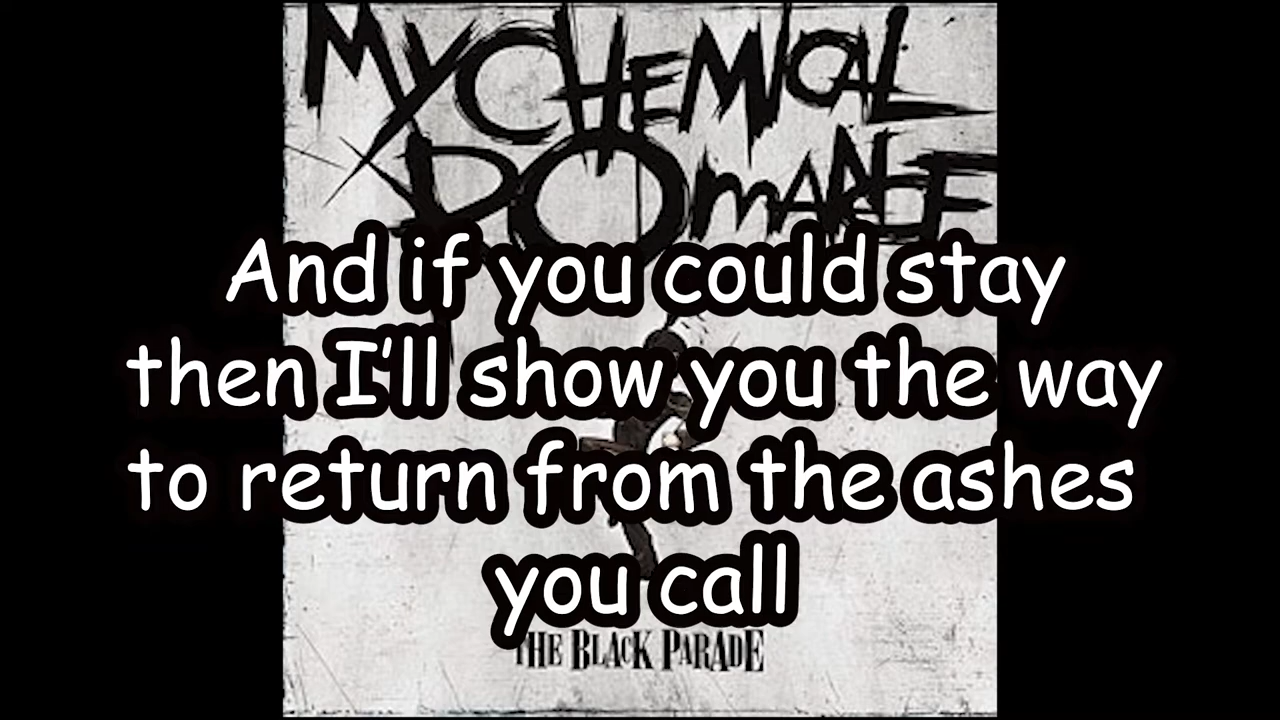 MY CHEMICAL
ROMANCE
And if you could stay
then I'll show you the way
to return from the ashes
you call
THE BLACK PARADE